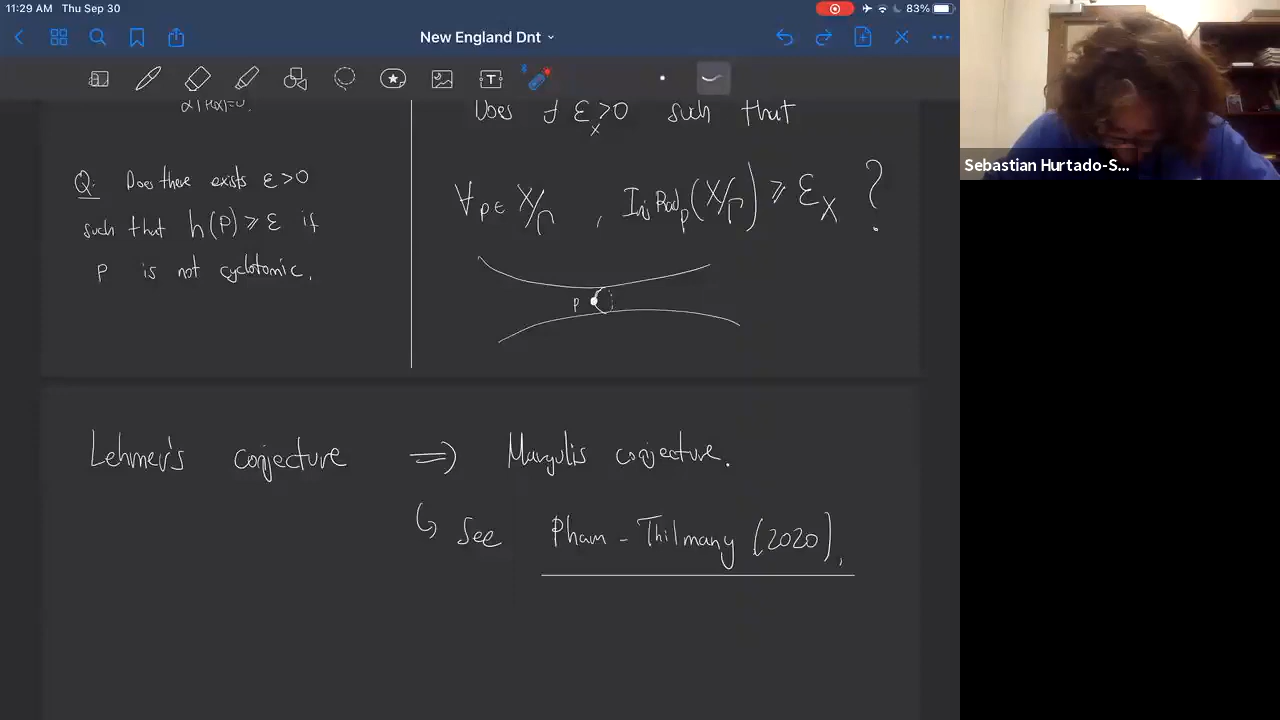 11:29 AM Thu Sep 30
83%
New England Dnt
α | P(α)=0.
Q: Does there exists ε>0
such that h(P) ⩾ ε if
P is not cyclotomic.
Does ∃ ε_X>0 such that
∀ p ∈ X/Γ , InjRad_p(X/Γ) ⩾ ε_X ?
P
Lehmer's conjecture ⟹ Margulis conjecture.
↳ See Pham - Thilmany (2020).
Sebastian Hurtado-S...